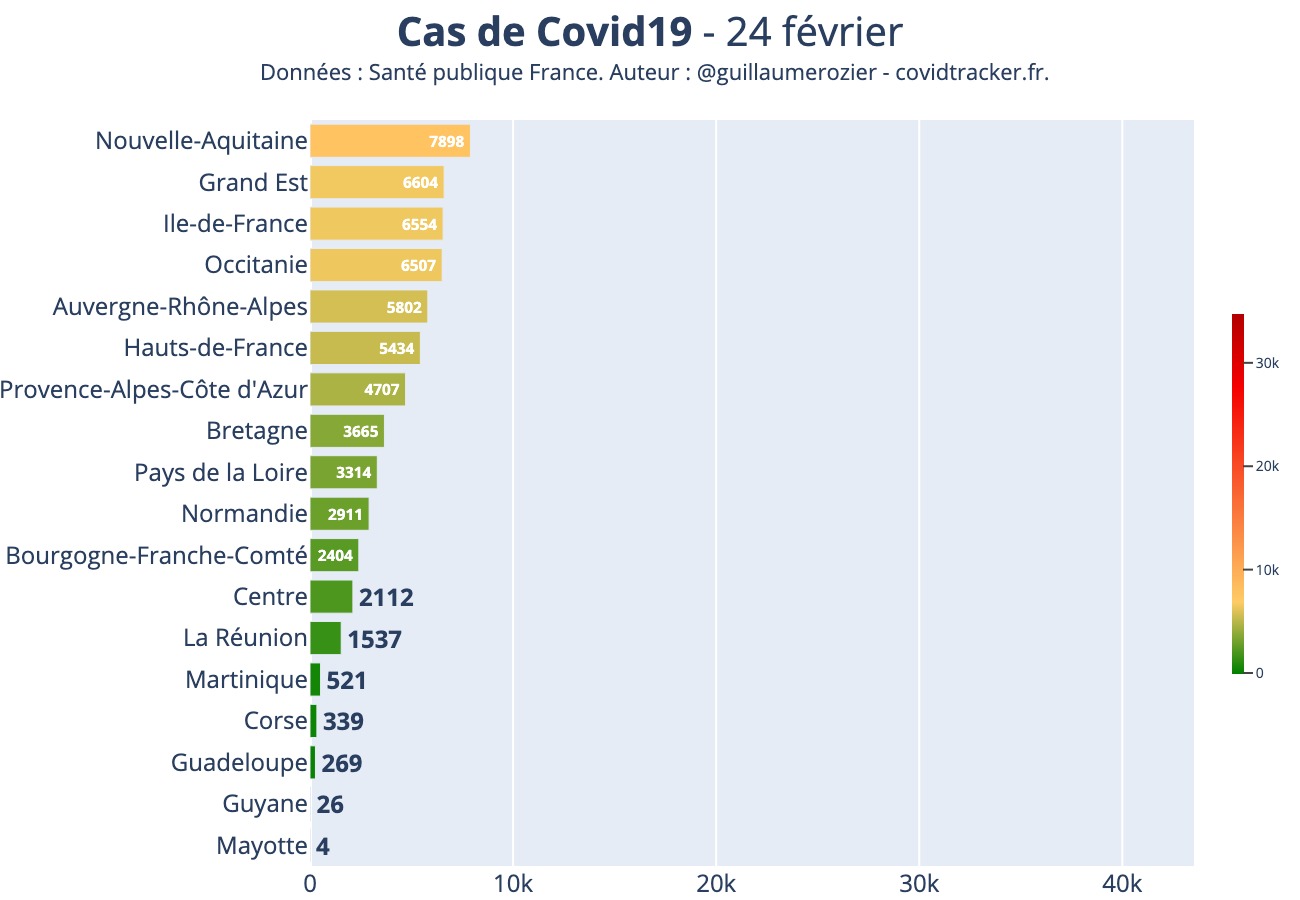 Cas de Covid19 - 24 février
Données : Santé publique France. Auteur : @guillaumerozier - covidtracker.fr.
Nouvelle-Aquitaine 7898
Grand Est 6604
Ile-de-France 6554
Occitanie 6507
Auvergne-Rhône-Alpes 5802
Hauts-de-France 5434
Provence-Alpes-Côte d'Azur 4707
Bretagne 3665
Pays de la Loire 3314
Normandie 2911
Bourgogne-Franche-Comté 2404
Centre 2112
La Réunion 1537
Martinique 521
Corse 339
Guadeloupe 269
Guyane 26
Mayotte 4
0 10k 20k 30k 40k
30k
20k
10k
0